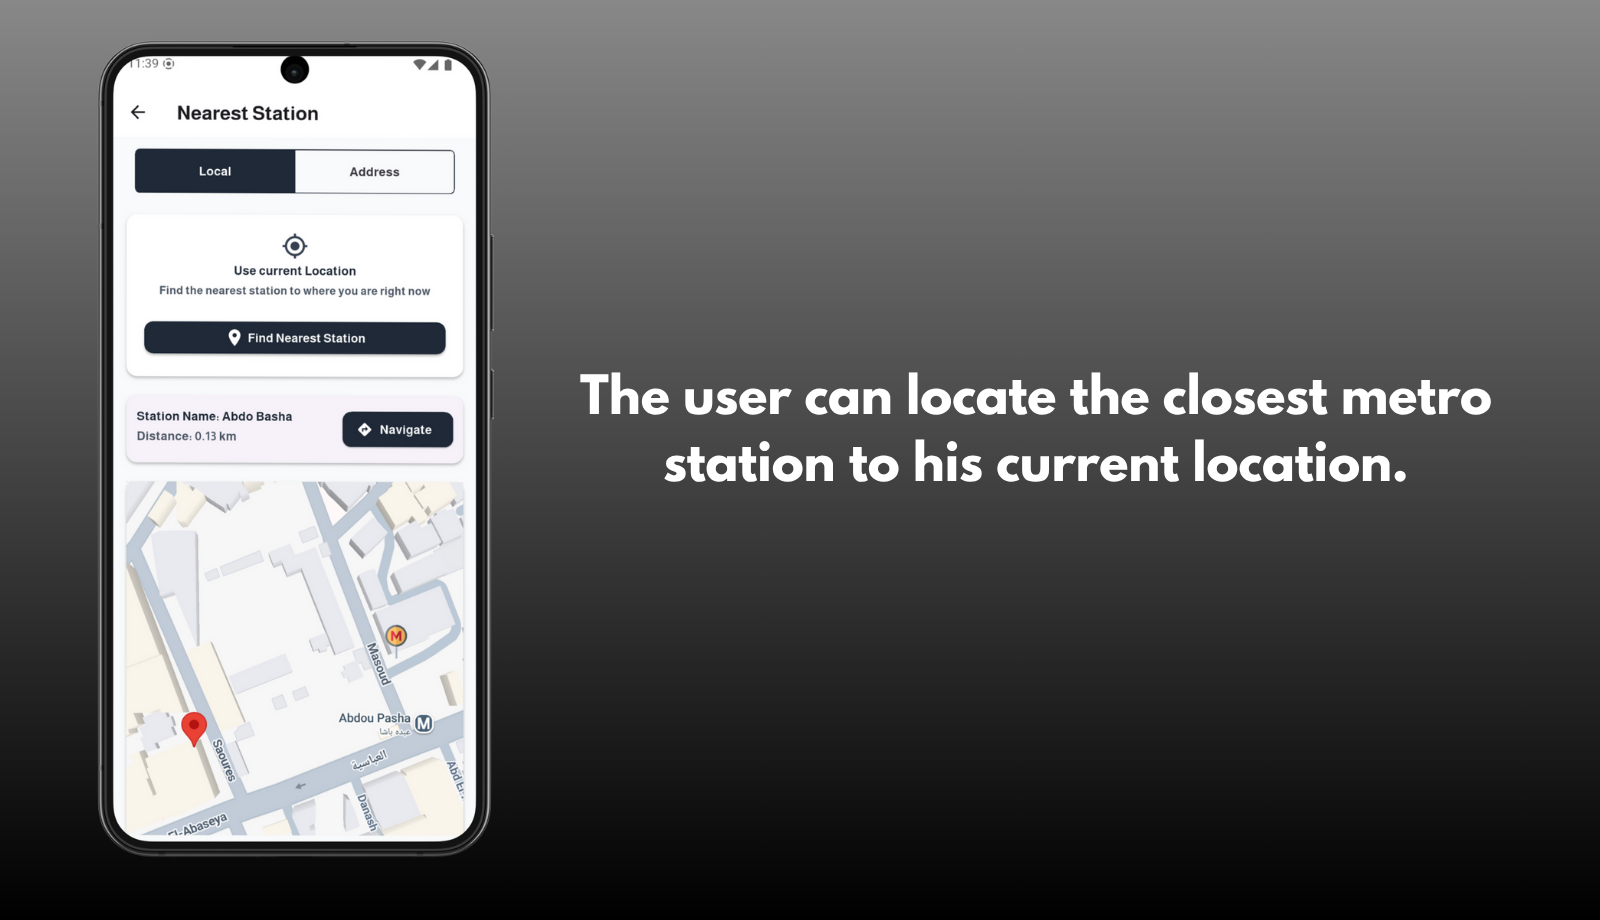 11:39
Nearest Station
Local
Address
Use current Location
Find the nearest station to where you are right now
Find Nearest Station
Station Name: Abdo Basha
Distance: 0.13 km
Navigate
M
Masoud
Abdou Pasha
M
عبده باشا
Saoures
العباسية
Abd El
Danash
El-Abaseya
The user can locate the closest metro
station to his current location.